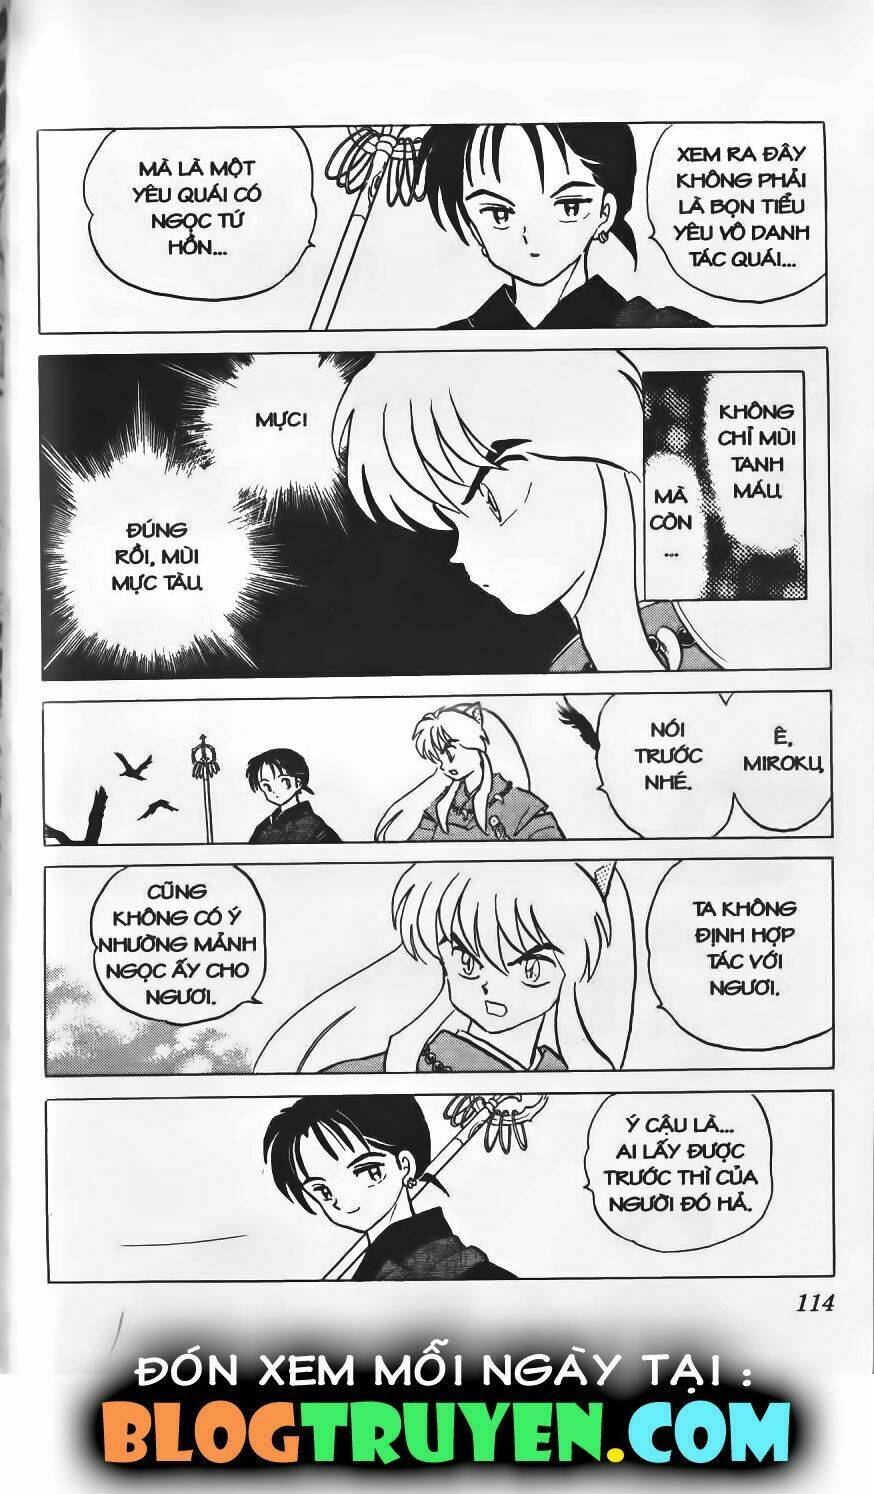 XEM RA ĐÂY
KHÔNG PHẢI
LÀ BỌN TIỂU
YÊU VÔ DANH
TÁC QUÁI...
MÀ LÀ MỘT
YÊU QUÁI CÓ
NGỌC TỨ
HỒN...
KHÔNG
CHỈ MÙI
TANH
MÁU.
MÀ
CÒN
...
MỰC!
ĐÚNG
RỒI, MÙI
MỰC TÀU.
Ê,
MIROKU,
NÓI
TRƯỚC
NHÉ.
TA KHÔNG
ĐỊNH HỢP
TÁC VỚI
NGƯƠI.
CŨNG
KHÔNG CÓ Ý
NHƯỜNG MẢNH
NGỌC ẤY CHO
NGƯƠI.
Ý CẬU LÀ...
AI LẤY ĐƯỢC
TRƯỚC THÌ CỦA
NGƯỜI ĐÓ HẢ.
114
ĐÓN XEM MỖI NGÀY TẠI :
BLOGTRUYEN.COM